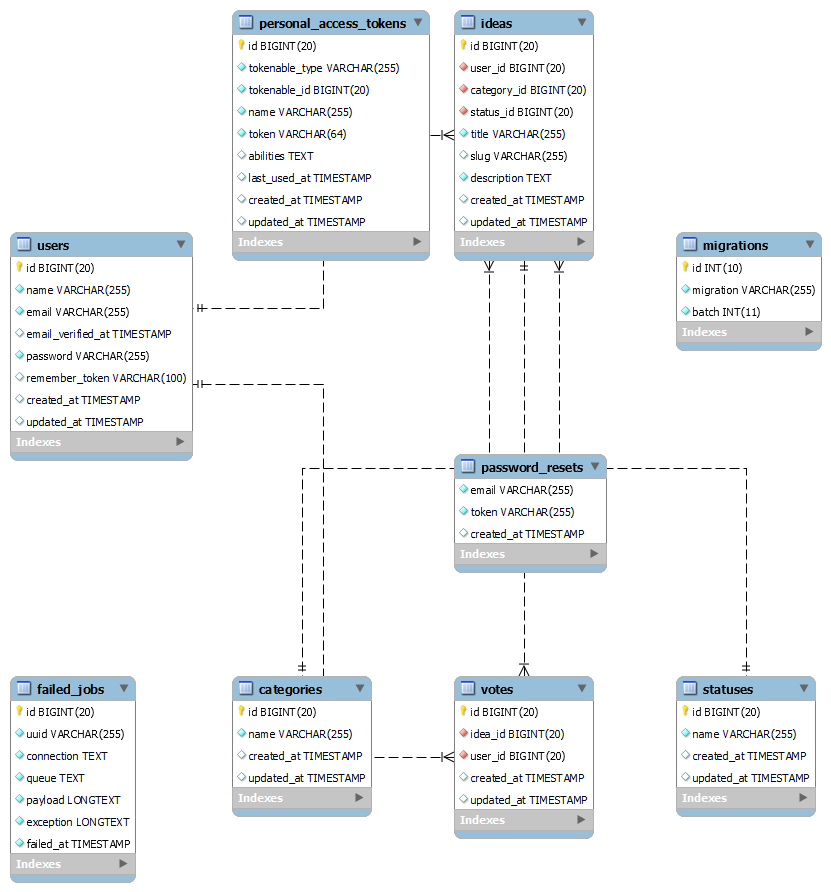 personal_access_tokens
id BIGINT(20)
tokenable_type VARCHAR(255)
tokenable_id BIGINT(20)
name VARCHAR(255)
token VARCHAR(64)
abilities TEXT
last_used_at TIMESTAMP
created_at TIMESTAMP
updated_at TIMESTAMP
Indexes
ideas
id BIGINT(20)
user_id BIGINT(20)
category_id BIGINT(20)
status_id BIGINT(20)
title VARCHAR(255)
slug VARCHAR(255)
description TEXT
created_at TIMESTAMP
updated_at TIMESTAMP
Indexes
users
id BIGINT(20)
name VARCHAR(255)
email VARCHAR(255)
email_verified_at TIMESTAMP
password VARCHAR(255)
remember_token VARCHAR(100)
created_at TIMESTAMP
updated_at TIMESTAMP
Indexes
migrations
id INT(10)
migration VARCHAR(255)
batch INT(11)
Indexes
password_resets
email VARCHAR(255)
token VARCHAR(255)
created_at TIMESTAMP
Indexes
failed_jobs
id BIGINT(20)
uuid VARCHAR(255)
connection TEXT
queue TEXT
payload LONGTEXT
exception LONGTEXT
failed_at TIMESTAMP
Indexes
categories
id BIGINT(20)
name VARCHAR(255)
created_at TIMESTAMP
updated_at TIMESTAMP
Indexes
votes
id BIGINT(20)
idea_id BIGINT(20)
user_id BIGINT(20)
created_at TIMESTAMP
updated_at TIMESTAMP
Indexes
statuses
id BIGINT(20)
name VARCHAR(255)
created_at TIMESTAMP
updated_at TIMESTAMP
Indexes